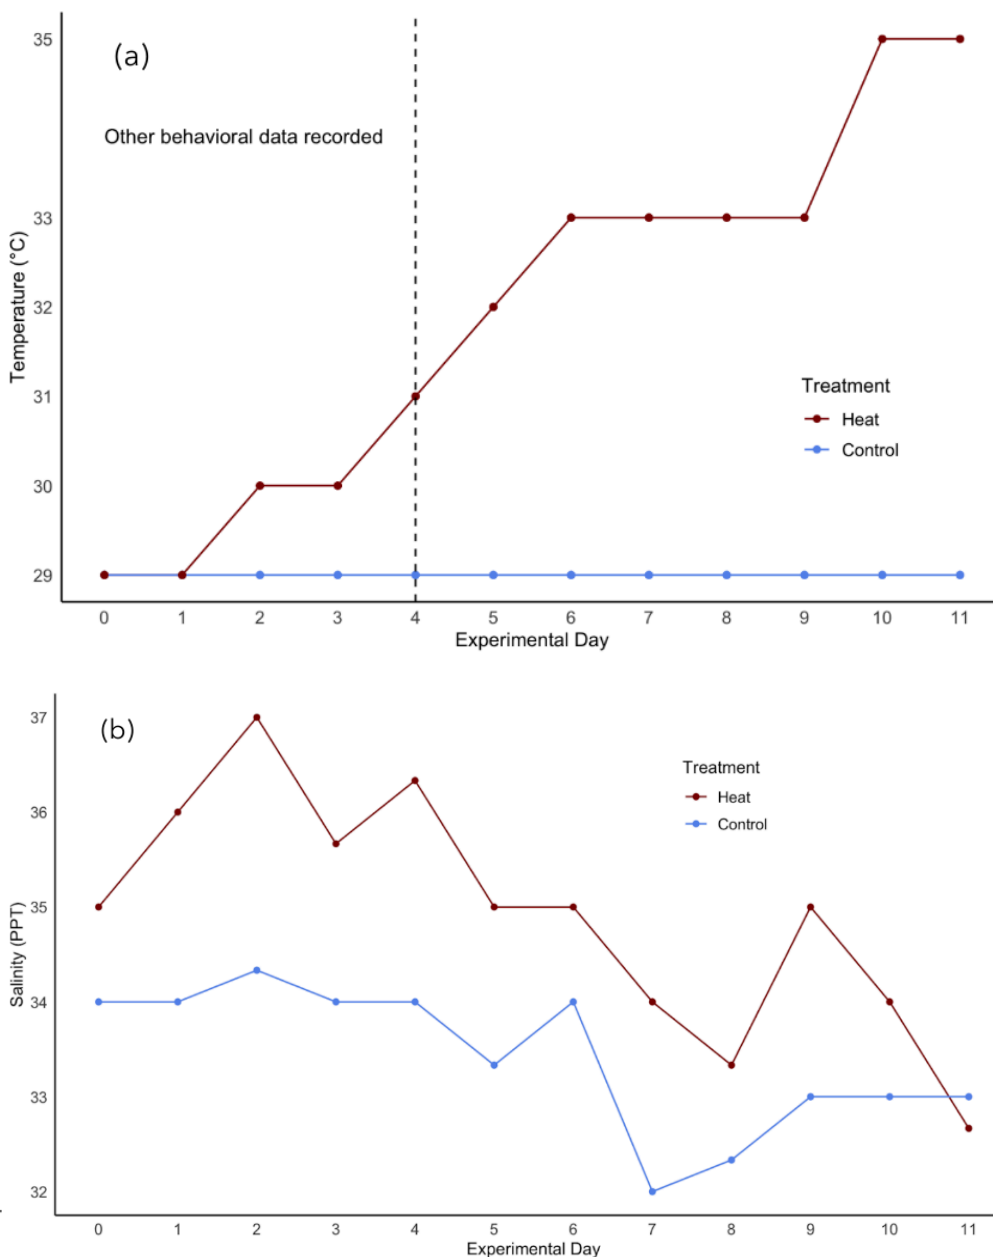 (a)
Other behavioral data recorded
Temperature (°C)
35
33
32
31
30
29
Treatment
Heat
Control
0 1 2 3 4 5 6 7 8 9 10 11
Experimental Day
(b)
Salinity (PPT)
37
36
35
34
33
32
Treatment
Heat
Control
0 1 2 3 4 5 6 7 8 9 10 11
Experimental Day